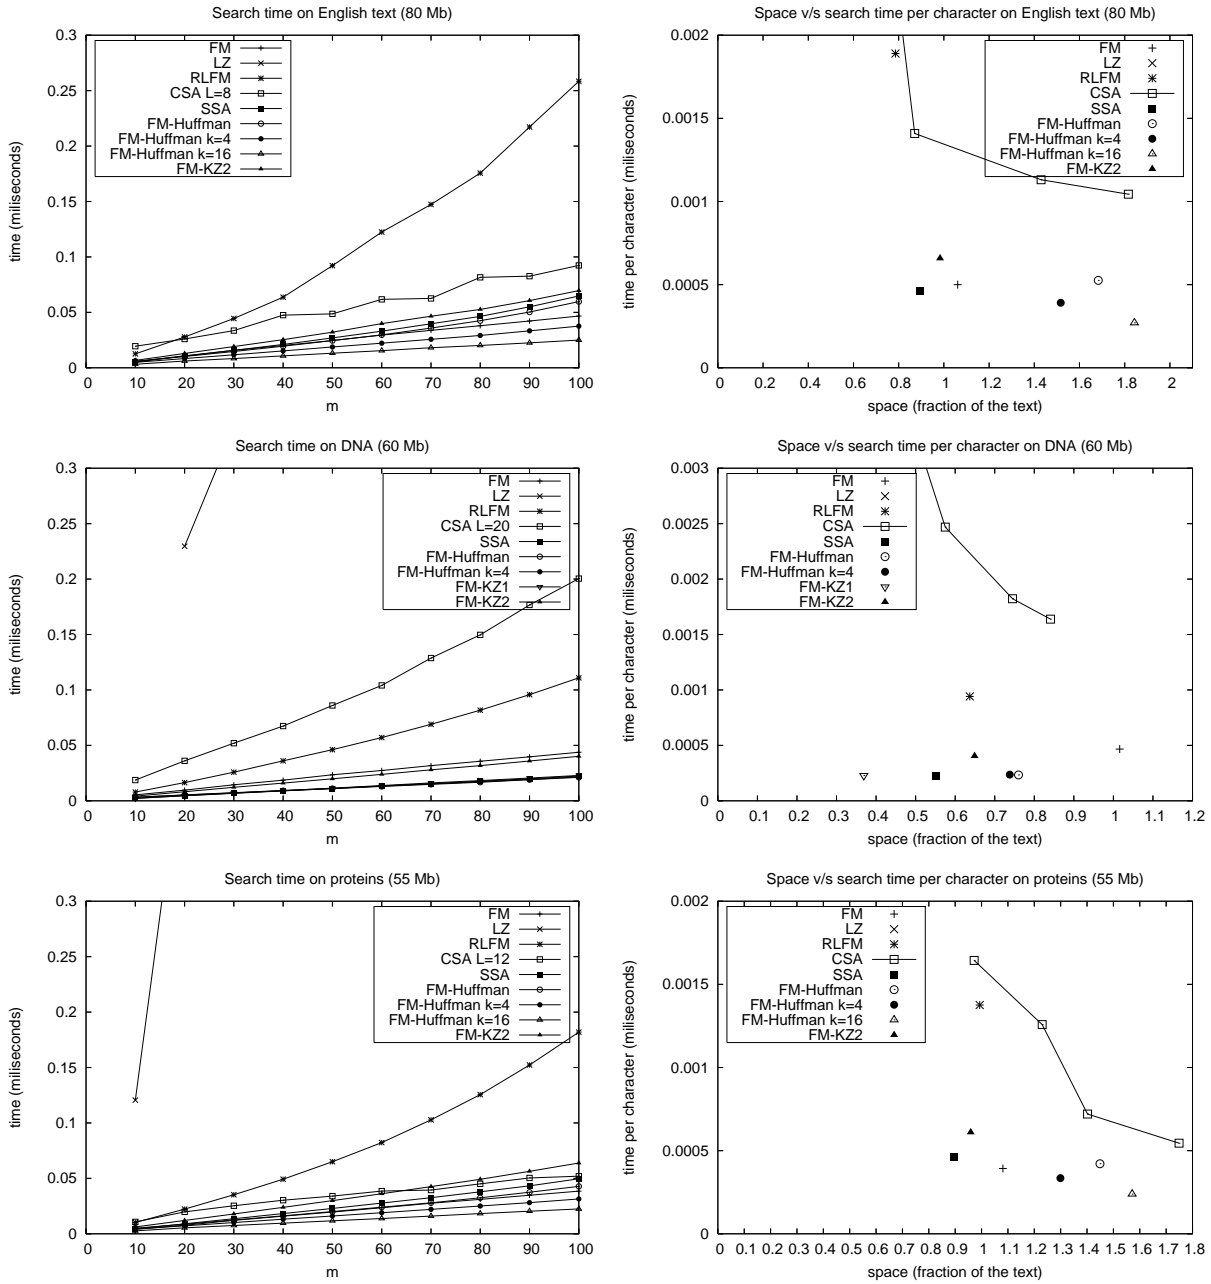 Search time on English text (80 Mb)
0.3
0.25
0.2
0.15
0.1
0.05
0
time (miliseconds)
FM
LZ
RLFM
CSA L=8
SSA
FM-Huffman
FM-Huffman k=4
FM-Huffman k=16
FM-KZ2
0 10 20 30 40 50 60 70 80 90 100
m
Space v/s search time per character on English text (80 Mb)
0.002
0.0015
0.001
0.0005
0
time per character (miliseconds)
FM
LZ
RLFM
CSA
SSA
FM-Huffman
FM-Huffman k=4
FM-Huffman k=16
FM-KZ2
0 0.2 0.4 0.6 0.8 1 1.2 1.4 1.6 1.8 2
space (fraction of the text)
Search time on DNA (60 Mb)
0.3
0.25
0.2
0.15
0.1
0.05
0
time (miliseconds)
FM
LZ
RLFM
CSA L=20
SSA
FM-Huffman
FM-Huffman k=4
FM-KZ1
FM-KZ2
0 10 20 30 40 50 60 70 80 90 100
m
Space v/s search time per character on DNA (60 Mb)
0.003
0.0025
0.002
0.0015
0.001
0.0005
0
time per character (miliseconds)
FM
LZ
RLFM
CSA
SSA
FM-Huffman
FM-Huffman k=4
FM-KZ1
FM-KZ2
0 0.1 0.2 0.3 0.4 0.5 0.6 0.7 0.8 0.9 1 1.1 1.2
space (fraction of the text)
Search time on proteins (55 Mb)
0.3
0.25
0.2
0.15
0.1
0.05
0
time (miliseconds)
FM
LZ
RLFM
CSA L=12
SSA
FM-Huffman
FM-Huffman k=4
FM-Huffman k=16
FM-KZ2
0 10 20 30 40 50 60 70 80 90 100
m
Space v/s search time per character on proteins (55 Mb)
0.002
0.0015
0.001
0.0005
0
time per character (miliseconds)
FM
LZ
RLFM
CSA
SSA
FM-Huffman
FM-Huffman k=4
FM-Huffman k=16
FM-KZ2
0 0.1 0.2 0.3 0.4 0.5 0.6 0.7 0.8 0.9 1 1.1 1.2 1.3 1.4 1.5 1.6 1.7 1.8
space (fraction of the text)